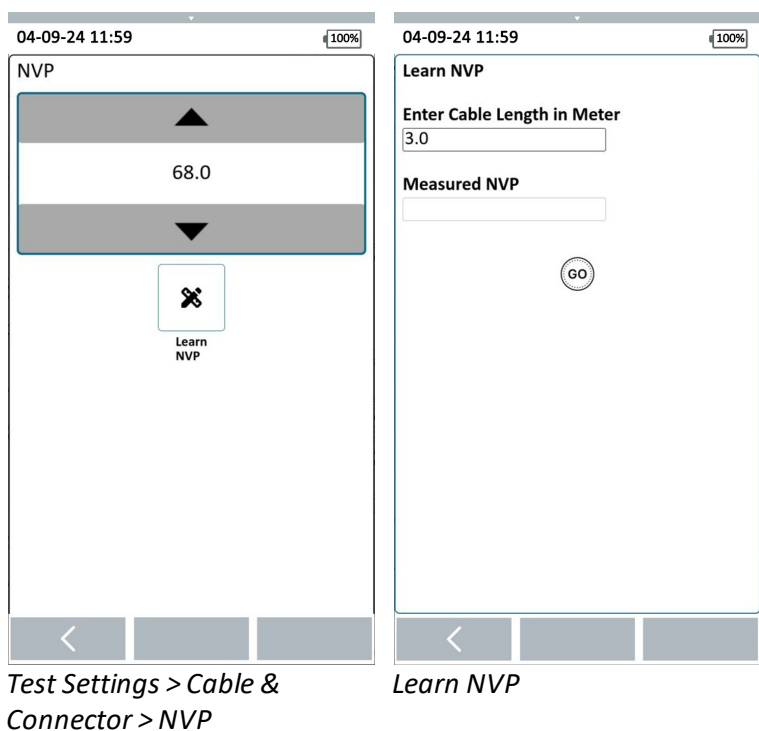 04-09-24 11:59
100%
NVP
68.0
Learn
NVP
Test Settings > Cable &
Connector > NVP
04-09-24 11:59
100%
Learn NVP
Enter Cable Length in Meter
3.0
Measured NVP
GO
Learn NVP